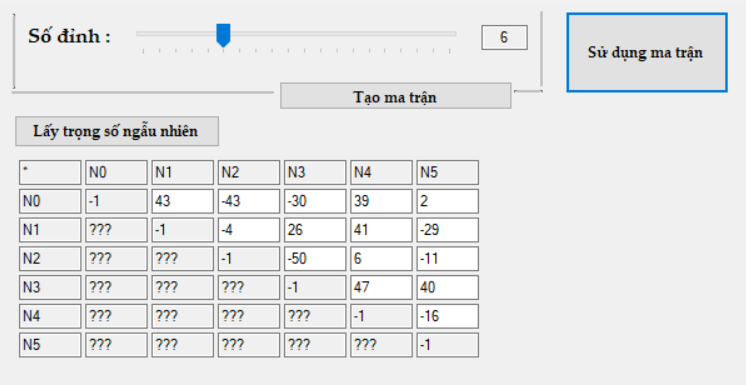 Số đỉnh :
6
Sử dụng ma trận
Tạo ma trận
Lấy trọng số ngẫu nhiên
* N0 N1 N2 N3 N4 N5
N0 -1 43 -43 -30 39 2
N1 ??? -1 -4 26 41 -29
N2 ??? ??? -1 -50 6 -11
N3 ??? ??? ??? -1 47 40
N4 ??? ??? ??? ??? -1 -16
N5 ??? ??? ??? ??? ??? -1